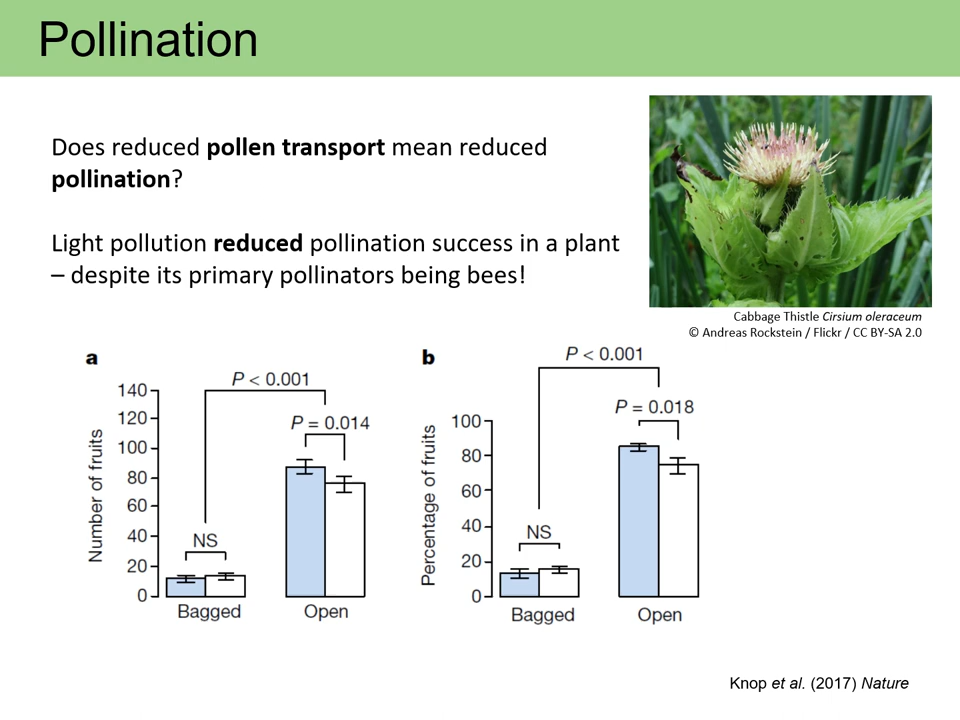 Pollination
Does reduced pollen transport mean reduced
pollination?
Light pollution reduced pollination success in a plant
– despite its primary pollinators being bees!
Cabbage Thistle Cirsium oleraceum
© Andreas Rockstein / Flickr / CC BY-SA 2.0
a
P < 0.001
P = 0.014
NS
Number of fruits
140
120
100
80
60
40
20
0
Bagged
Open
b
P < 0.001
P = 0.018
NS
Percentage of fruits
100
80
60
40
20
0
Bagged
Open
Knop et al. (2017) Nature